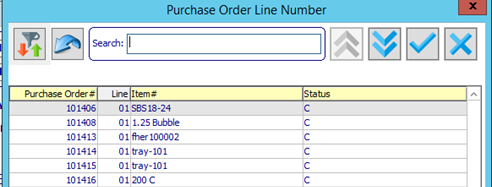 Purchase Order Line Number
Search:
Purchase Order# Line Item# Status
101406 01 SBS18-24 C
101408 01 1.25 Bubble C
101413 01 fher100002 C
101414 01 tray-101 C
101415 01 tray-101 C
101416 01 200 C C